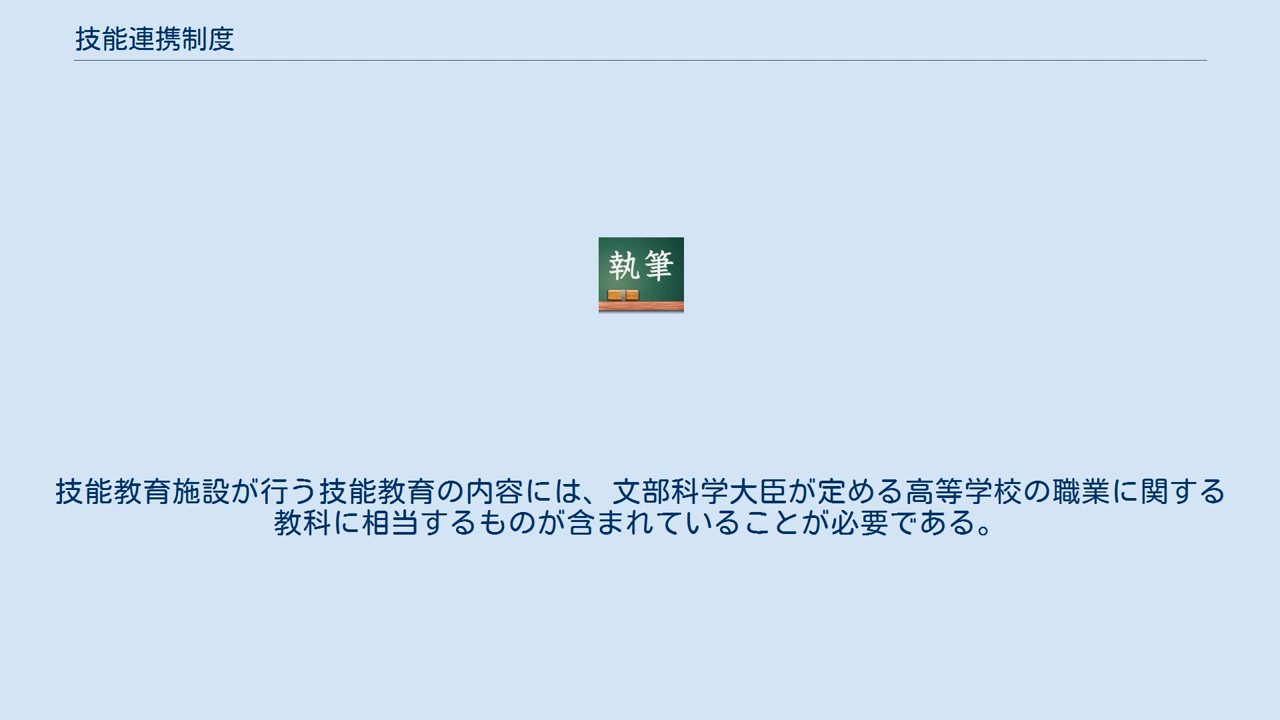 技能連携制度
執筆
技能教育施設が行う技能教育の内容には、文部科学大臣が定める高等学校の職業に関する
教科に相当するものが含まれていることが必要である。